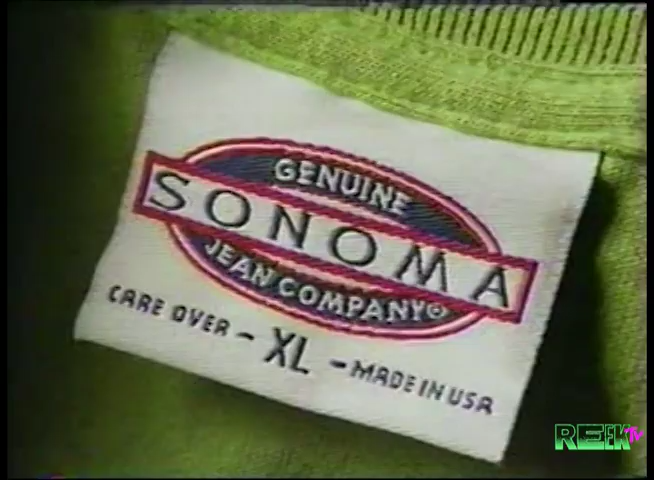 GENUINE
SONOMA
JEAN COMPANY©
CARE OVER - XL - MADE IN USA
REEKTV